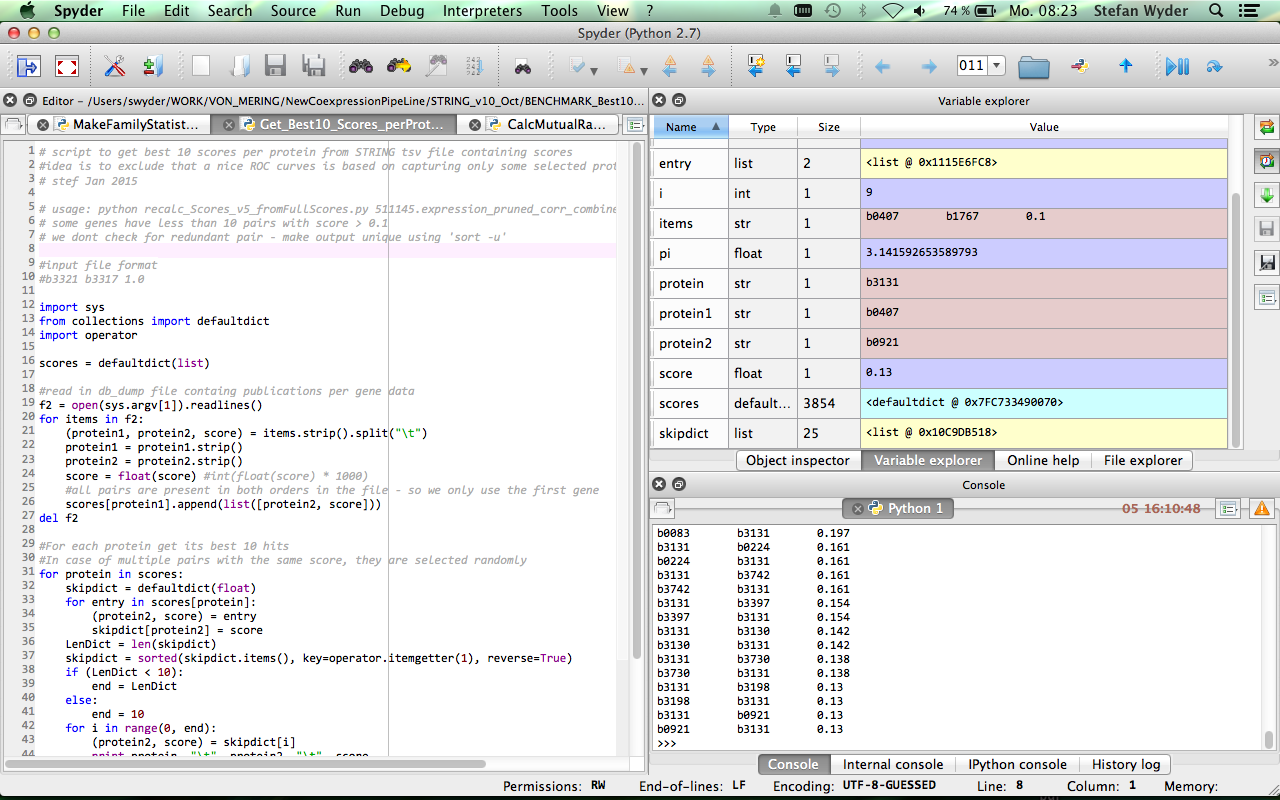 Spyder File Edit Search Source Run Debug Interpreters Tools View ? 74 % Mo. 08:23 Stefan Wyder
Spyder (Python 2.7)
011
Editor – /Users/swyder/WORK/VON_MERING/NewCoexpressionPipeLine/STRING_v10_Oct/BENCHMARK_Best10...
MakeFamilyStatist... Get_Best10_Scores_perProt... CalcMutualRa...
1 # script to get best 10 scores per protein from STRING tsv file containing scores
2 #idea is to exclude that a nice ROC curves is based on capturing only some selected prot
3 # stef Jan 2015
4
5 # usage: python recalc_Scores_v5_fromFullScores.py 511145.expression_pruned_corr_combine
6 # some genes have less than 10 pairs with score > 0.1
7 # we dont check for redundant pair - make output unique using 'sort -u'
8
9 #input file format
10 #b3321 b3317 1.0
11
12 import sys
13 from collections import defaultdict
14 import operator
15
16 scores = defaultdict(list)
17
18 #read in db_dump file containg publications per gene data
19 f2 = open(sys.argv[1]).readlines()
20 for items in f2:
21 (protein1, protein2, score) = items.strip().split("\t")
22 protein1 = protein1.strip()
23 protein2 = protein2.strip()
24 score = float(score) #int(float(score) * 1000)
25 #all pairs are present in both orders in the file - so we only use the first gene
26 scores[protein1].append(list([protein2, score]))
27 del f2
28
29 #For each protein get its best 10 hits
30 #In case of multiple pairs with the same score, they are selected randomly
31 for protein in scores:
32 skipdict = defaultdict(float)
33 for entry in scores[protein]:
34 (protein2, score) = entry
35 skipdict[protein2] = score
36 LenDict = len(skipdict)
37 skipdict = sorted(skipdict.items(), key=operator.itemgetter(1), reverse=True)
38 if (LenDict < 10):
39 end = LenDict
40 else:
41 end = 10
42 for i in range(0, end):
43 (protein2, score) = skipdict[i]
44 print protein, "\t", protein2, "\t", score
Variable explorer
Name Type Size Value
entry list 2 <list @ 0x1115E6FC8>
i int 1 9
items str 1 b0407 b1767 0.1
pi float 1 3.141592653589793
protein str 1 b3131
protein1 str 1 b0407
protein2 str 1 b0921
score float 1 0.13
scores default... 3854 <defaultdict @ 0x7FC733490070>
skipdict list 25 <list @ 0x10C9DB518>
Object inspector Variable explorer Online help File explorer
Console
Python 1 05 16:10:48
b0083 b3131 0.197
b3131 b0224 0.161
b0224 b3131 0.161
b3131 b3742 0.161
b3742 b3131 0.161
b3131 b3397 0.154
b3397 b3131 0.154
b3131 b3130 0.142
b3130 b3131 0.142
b3131 b3730 0.138
b3730 b3131 0.138
b3131 b3198 0.13
b3198 b3131 0.13
b3131 b0921 0.13
b0921 b3131 0.13
>>>
Console Internal console IPython console History log
Permissions: RW End-of-lines: LF Encoding: UTF-8-GUESSED Line: 8 Column: 1 Memory: